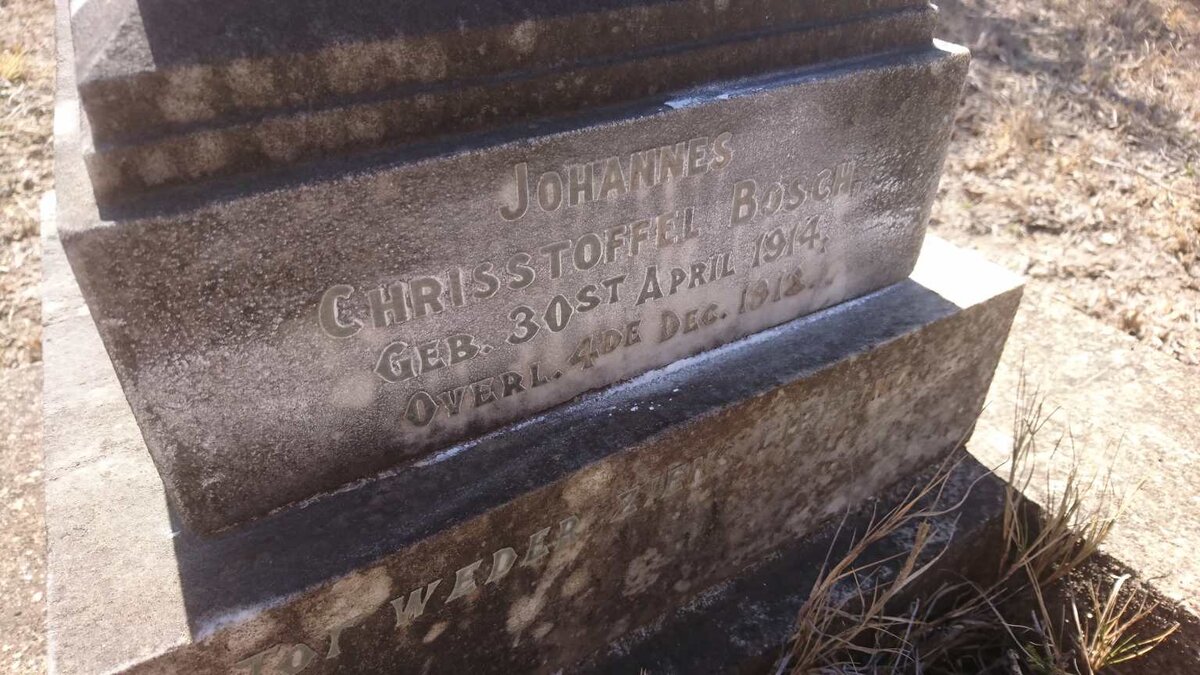 JOHANNES
CHRISSTOFFEL BOSCH.
GEB. 30ST APRIL 1914,
OVERL. 4DE DEC. 1918.
TOT WEDER